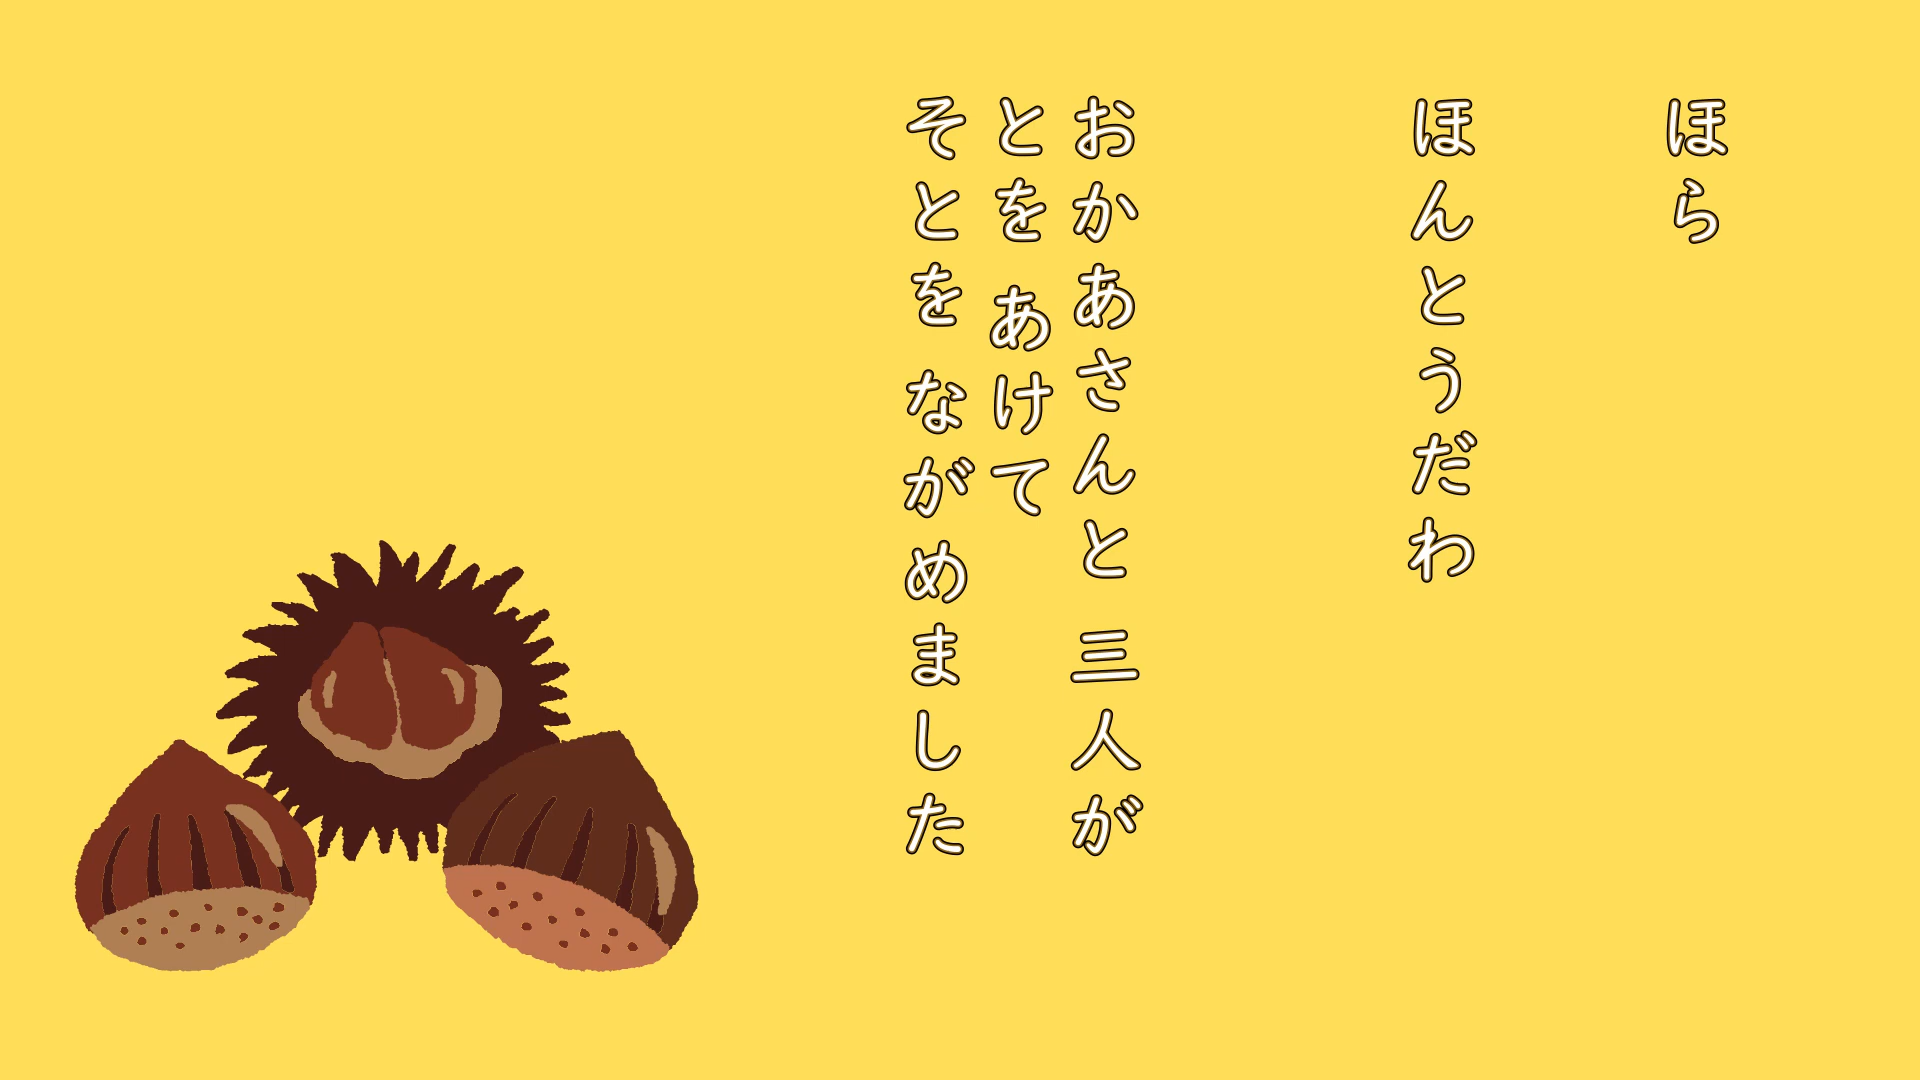 ほら
ほんとうだわ
おかあさんと 三人が
とを あけて
そとを ながめました